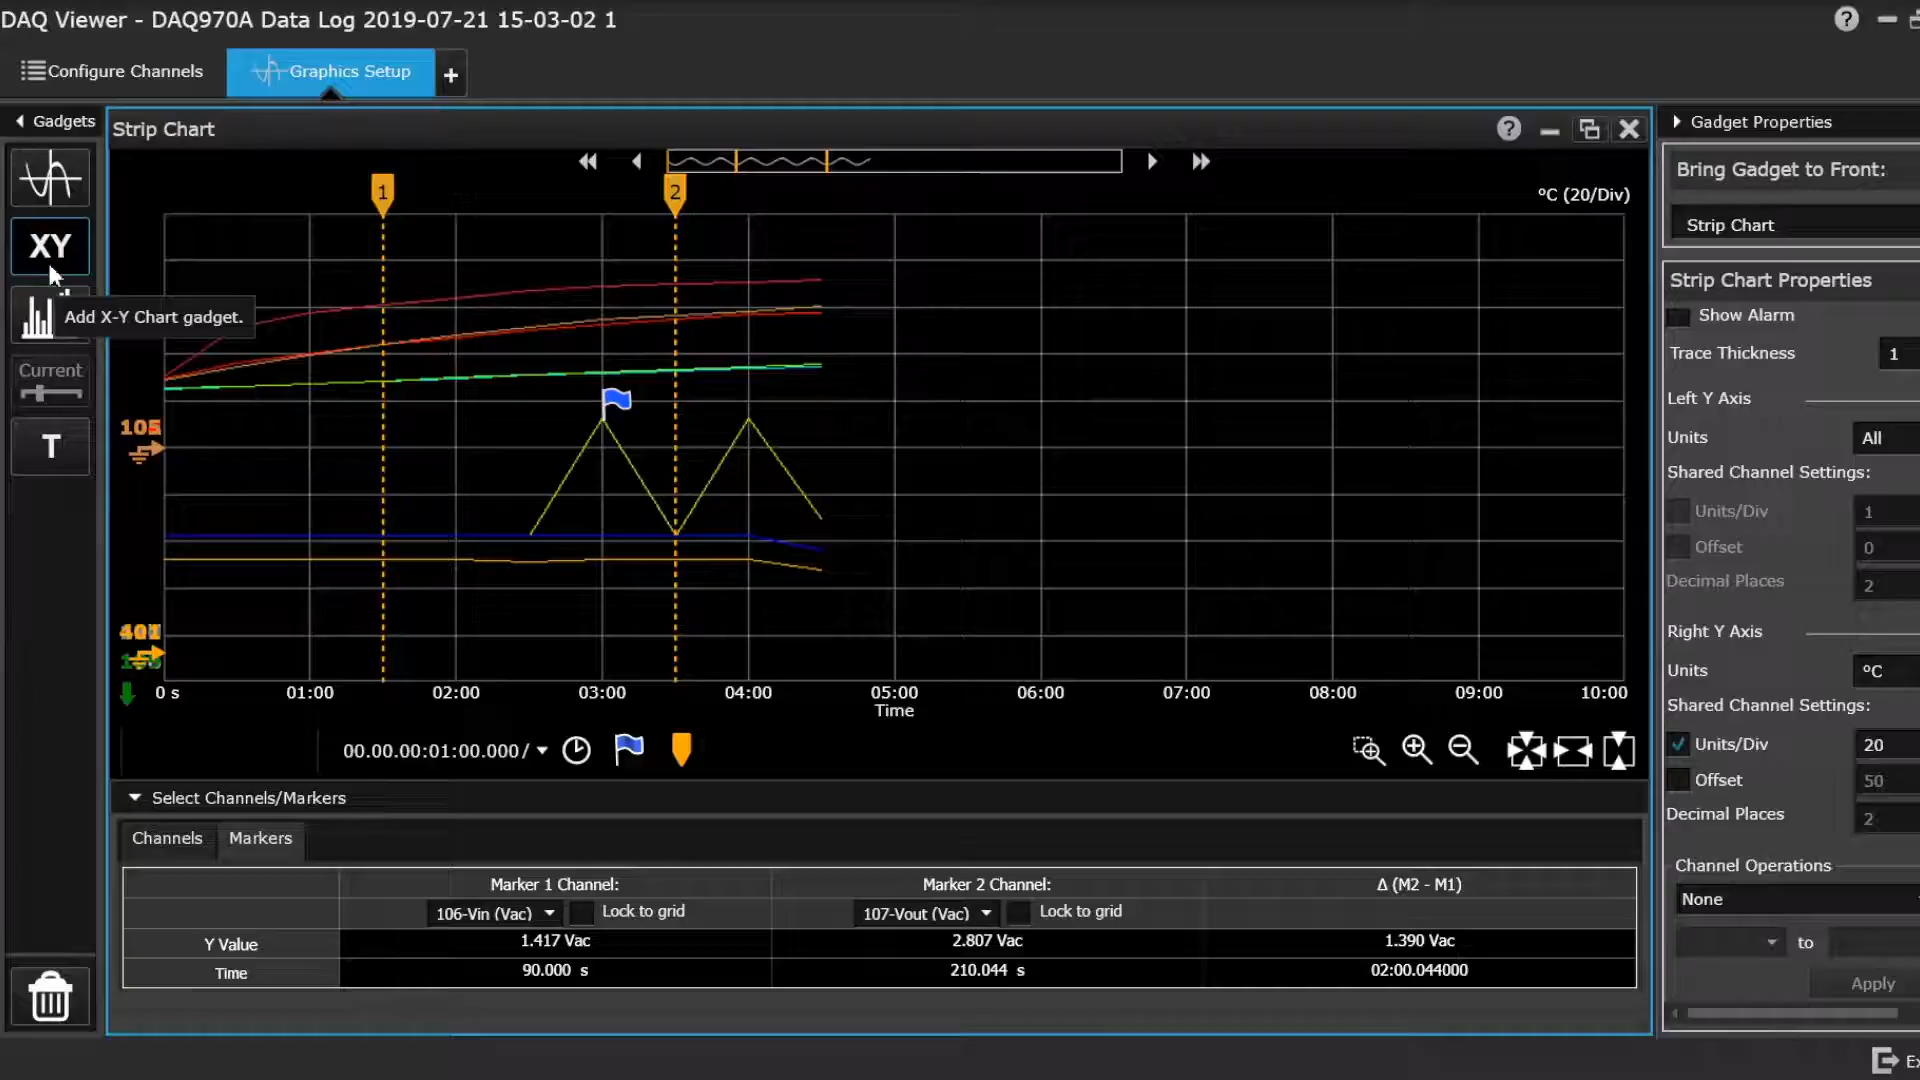 DAQ Viewer - DAQ970A Data Log 2019-07-21 15-03-02 1
?
Configure Channels
Graphics Setup
+
Gadgets
Strip Chart
?
Gadget Properties
Bring Gadget to Front:
Strip Chart
1
2
°C (20/Div)
XY
Add X-Y Chart gadget.
Current
T
105
401
0 s
01:00
02:00
03:00
04:00
05:00
06:00
07:00
08:00
09:00
10:00
Time
00.00.00:01:00.000/
Strip Chart Properties
Show Alarm
Trace Thickness
1
Left Y Axis
Units
All
Shared Channel Settings:
Units/Div
1
Offset
0
Decimal Places
2
Right Y Axis
Units
°C
Shared Channel Settings:
Units/Div
20
Offset
50
Decimal Places
2
Channel Operations
None
to
Apply
Select Channels/Markers
Channels
Markers
Marker 1 Channel:
Marker 2 Channel:
Δ (M2 - M1)
106-Vin (Vac)
Lock to grid
107-Vout (Vac)
Lock to grid
Y Value
1.417 Vac
2.807 Vac
1.390 Vac
Time
90.000 s
210.044 s
02:00.044000